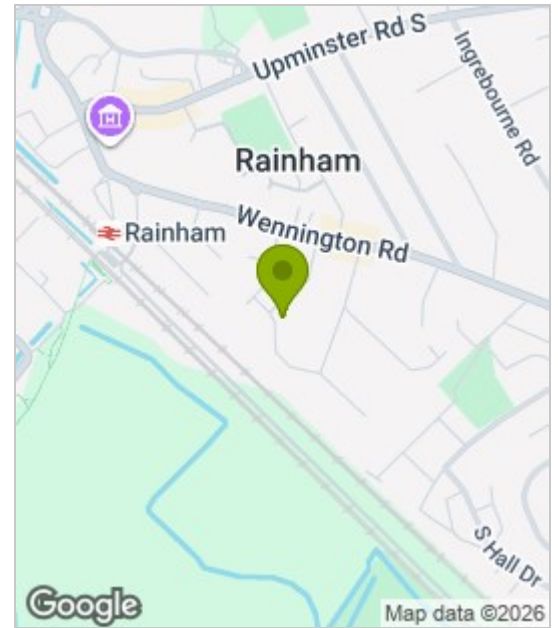 Upminster Rd S
Ingrebourne Rd
Rainham
Wennington Rd
Rainham
S Hall Dr
Google
Map data ©2026